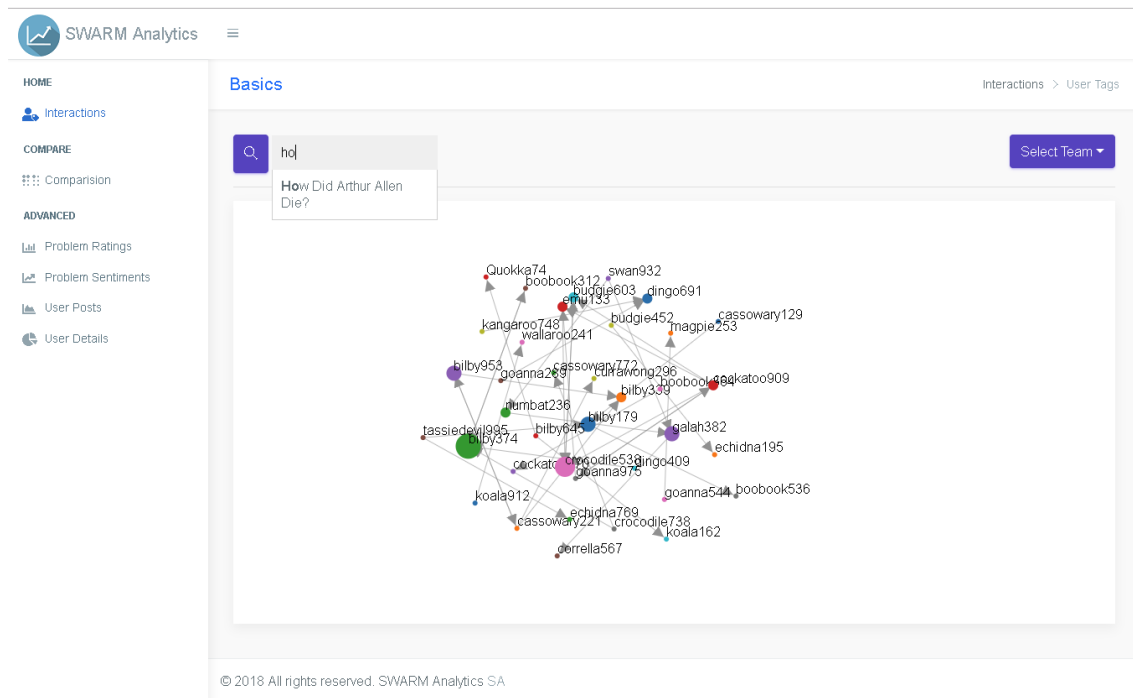 SWARM Analytics
HOME
Interactions
COMPARE
Comparision
ADVANCED
Problem Ratings
Problem Sentiments
User Posts
User Details
Basics
Interactions > User Tags
ho
How Did Arthur Allen
Die?
Select Team
Quokka74
swan932
boobook312
budgie603
dingo691
emu133
cassowary129
kangaroo748
budgie452
magpie253
wallaroo241
bilby953
cassowary772
goanna289
currawong296
cockatoo909
bilby339
numbat236
bilby179
tassiedevil995
bilby645
galah382
bilby374
echidna195
crocodile538
dingo409
goanna975
koala912
goanna544
boobook536
echidna769
cassowary221
crocodile738
koala162
corrella567
© 2018 All rights reserved. SWARM Analytics SA